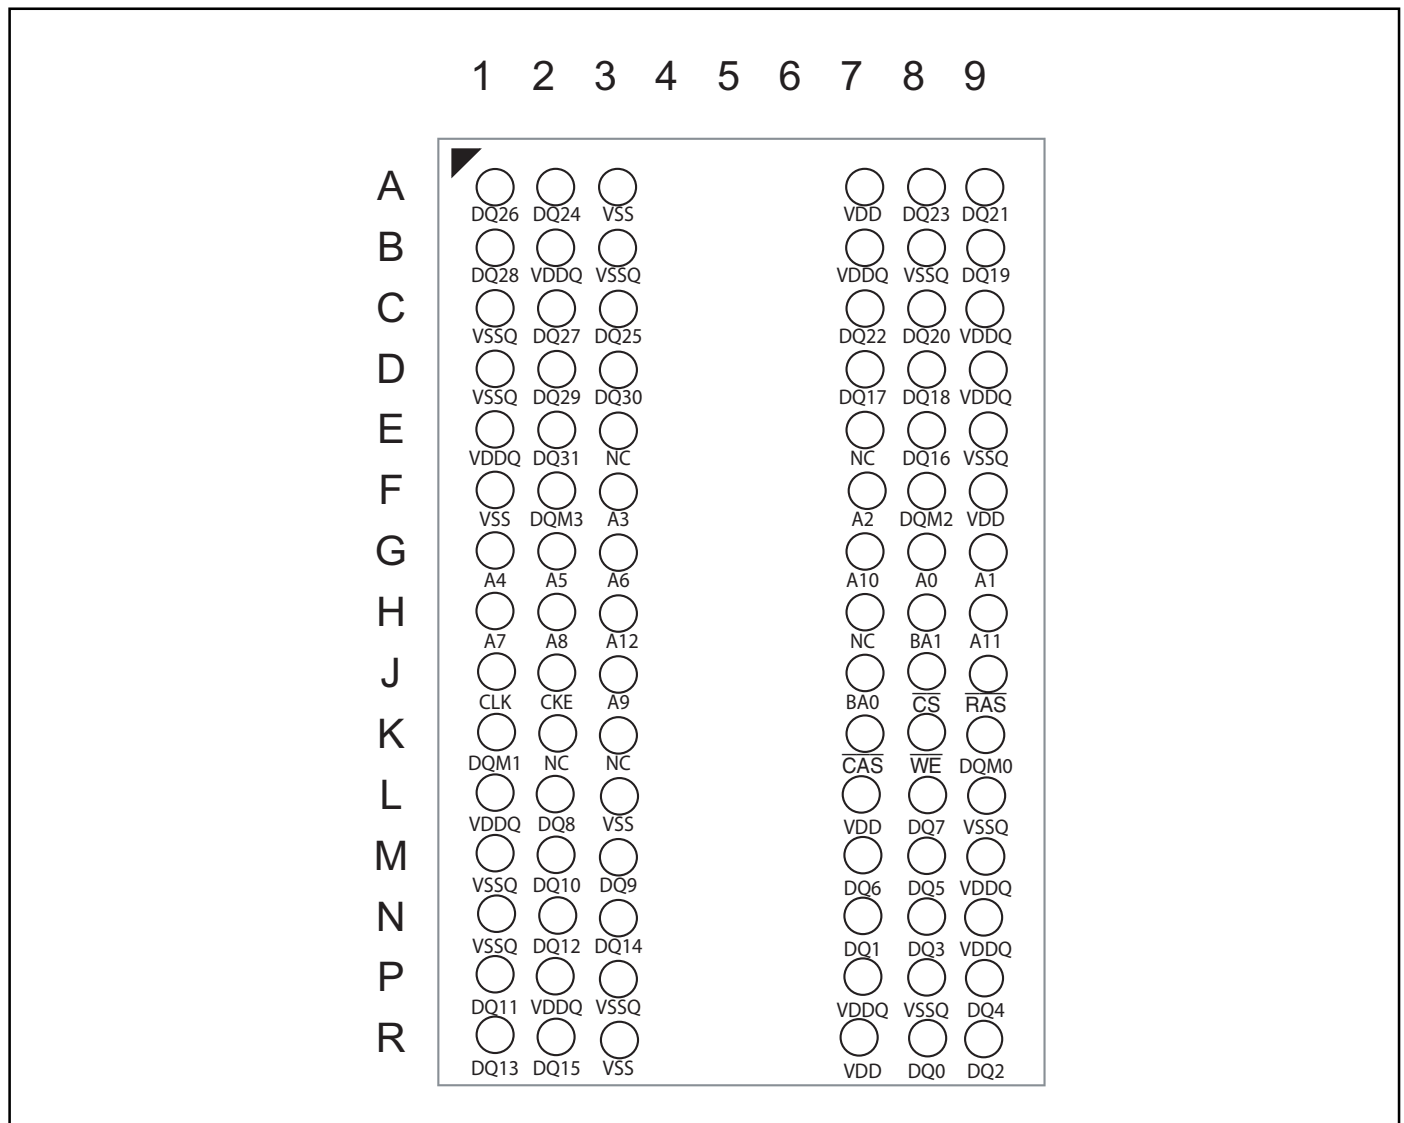 1 2 3 4 5 6 7 8 9
A
DQ26 DQ24 VSS VDD DQ23 DQ21
B
DQ28 VDDQ VSSQ VDDQ VSSQ DQ19
C
VSSQ DQ27 DQ25 DQ22 DQ20 VDDQ
D
VSSQ DQ29 DQ30 DQ17 DQ18 VDDQ
E
VDDQ DQ31 NC NC DQ16 VSSQ
F
VSS DQM3 A3 A2 DQM2 VDD
G
A4 A5 A6 A10 A0 A1
H
A7 A8 A12 NC BA1 A11
J
CLK CKE A9 BA0 C̅S̅ R̅A̅S̅
K
DQM1 NC NC C̅A̅S̅ W̅E̅ DQM0
L
VDDQ DQ8 VSS VDD DQ7 VSSQ
M
VSSQ DQ10 DQ9 DQ6 DQ5 VDDQ
N
VSSQ DQ12 DQ14 DQ1 DQ3 VDDQ
P
DQ11 VDDQ VSSQ VDDQ VSSQ DQ4
R
DQ13 DQ15 VSS VDD DQ0 DQ2